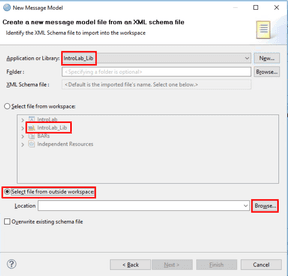 New Message Model
Create a new message model file from an XML schema file
Identify the XML Schema file to import into the workspace
Application or Library: IntroLab_Lib New...
Folder : <Specifying a folder is optional> Browse...
XML Schema file : <Default is the imported file's name. Select one below.>
Select file from workspace:
IntroLab
IntroLab_Lib
BARs
Independent Resources
Select file from outside workspace:
Location Browse...
Overwrite existing schema file
? < Back Next > Finish Cancel